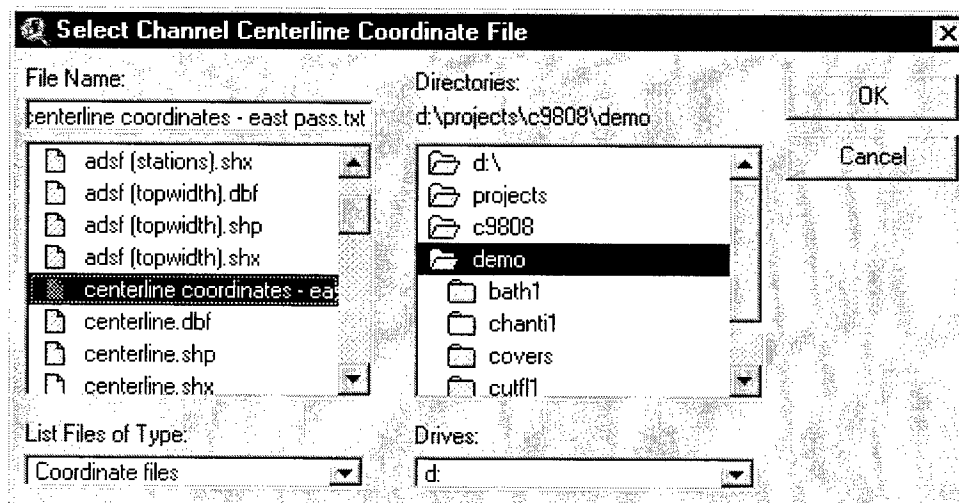 Select Channel Centerline Coordinate File
File Name:
centerline coordinates - east pass.txt
adsf (stations).shx
adsf (topwidth).dbf
adsf (topwidth).shp
adsf (topwidth).shx
centerline coordinates - eas
centerline.dbf
centerline.shp
centerline.shx
List Files of Type:
Coordinate files
Directories:
d:\projects\c9808\demo
d:\
projects
c9808
demo
bath1
chanti1
covers
cutfl1
Drives:
d:
OK
Cancel